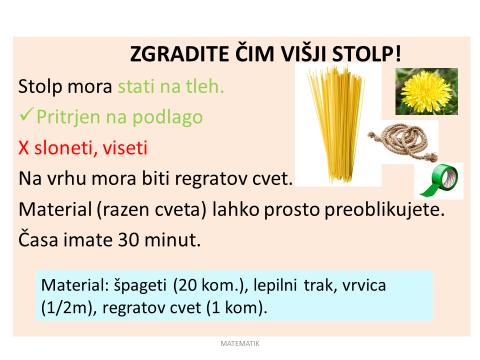 ZGRADITE ČIM VIŠJI STOLP!
Stolp mora stati na tleh.
✓Pritrjen na podlago
X sloneti, viseti
Na vrhu mora biti regratov cvet.
Material (razen cveta) lahko prosto preoblikujete.
Časa imate 30 minut.
Material: špageti (20 kom.), lepilni trak, vrvica
(1/2m), regratov cvet (1 kom).
MATEMATIK